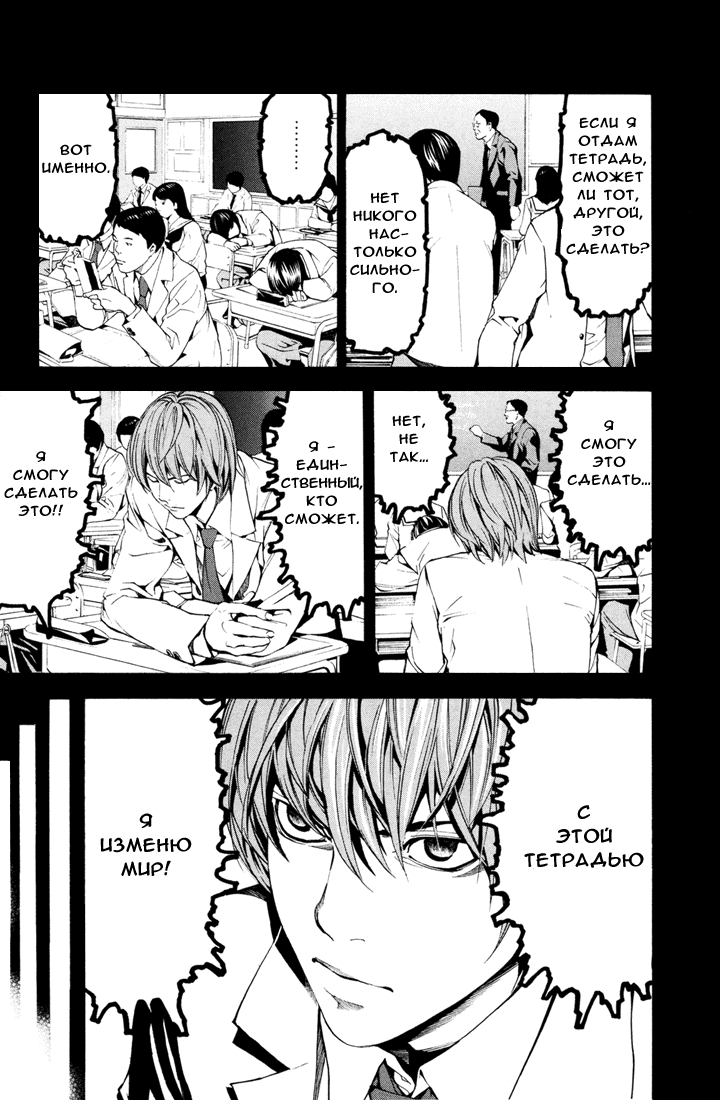 ЕСЛИ Я
ОТДАМ
ТЕТРАДЬ,
СМОЖЕТ
ЛИ ТОТ,
ДРУГОЙ,
ЭТО
СДЕЛАТЬ?
НЕТ
НИКОГО
НАС-
ТОЛЬКО
СИЛЬНО-
ГО.
.........
ВОТ
ИМЕННО.
Я
СМОГУ
ЭТО
СДЕЛАТЬ...
НЕТ,
НЕ
ТАК...
Я -
ЕДИН-
СТВЕННЫЙ,
КТО
СМОЖЕТ.
Я
СМОГУ
СДЕЛАТЬ
ЭТО!!
С
ЭТОЙ
ТЕТРАДЬЮ
Я
ИЗМЕНЮ
МИР!